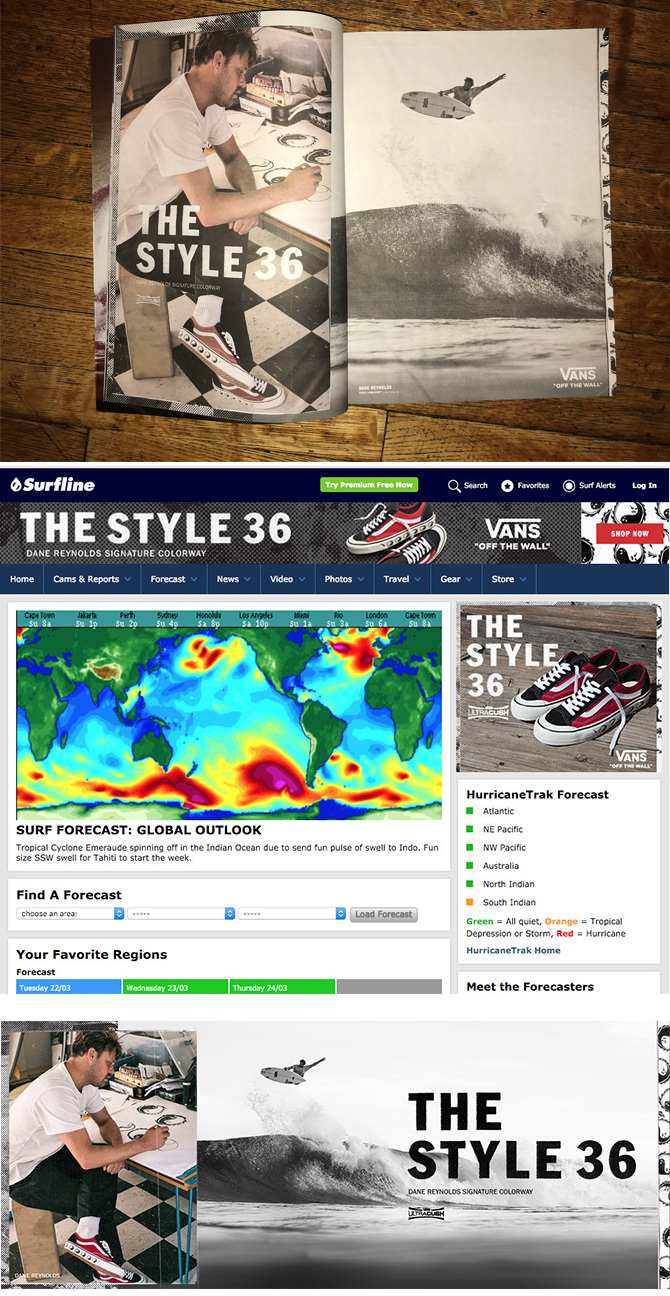 THE
STYLE 36
DANE REYNOLDS SIGNATURE COLORWAY
ULTRACUSH
DANE REYNOLDS
VANS
"OFF THE WALL"
Surfline
Try Premium Free Now
Search
Favorites
Surf Alerts
Log In
THE STYLE 36
DANE REYNOLDS SIGNATURE COLORWAY
VANS
"OFF THE WALL"
SHOP NOW
Home
Cams & Reports
Forecast
News
Video
Photos
Travel
Gear
Store
Cape Town Jakarta Perth Sydney Honolulu Los Angeles Miami Rio London Cape Town
Su 8a Su 1p Su 2p Su 4p Sa 8p Sa 10p Su 1a Su 3a Su 6a Su 8a
SURF FORECAST: GLOBAL OUTLOOK
Tropical Cyclone Emeraude spinning off in the Indian Ocean due to send fun pulse of swell to Indo. Fun
size SSW swell for Tahiti to start the week.
Find A Forecast
choose an area:
-----
-----
Load Forecast
Your Favorite Regions
Forecast
Tuesday 22/03
Wednesday 23/03
Thursday 24/03
THE
STYLE
36
ULTRACUSH
VANS
"OFF THE WALL"
HurricaneTrak Forecast
Atlantic
NE Pacific
NW Pacific
Australia
North Indian
South Indian
Green = All quiet, Orange = Tropical
Depression or Storm, Red = Hurricane
HurricaneTrak Home
Meet the Forecasters
THE
STYLE 36
DANE REYNOLDS SIGNATURE COLORWAY
ULTRACUSH
DANE REYNOLDS